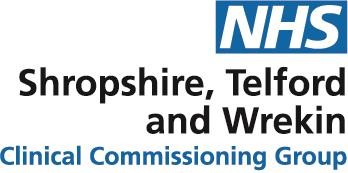 NHS
Shropshire, Telford
and Wrekin
Clinical Commissioning Group